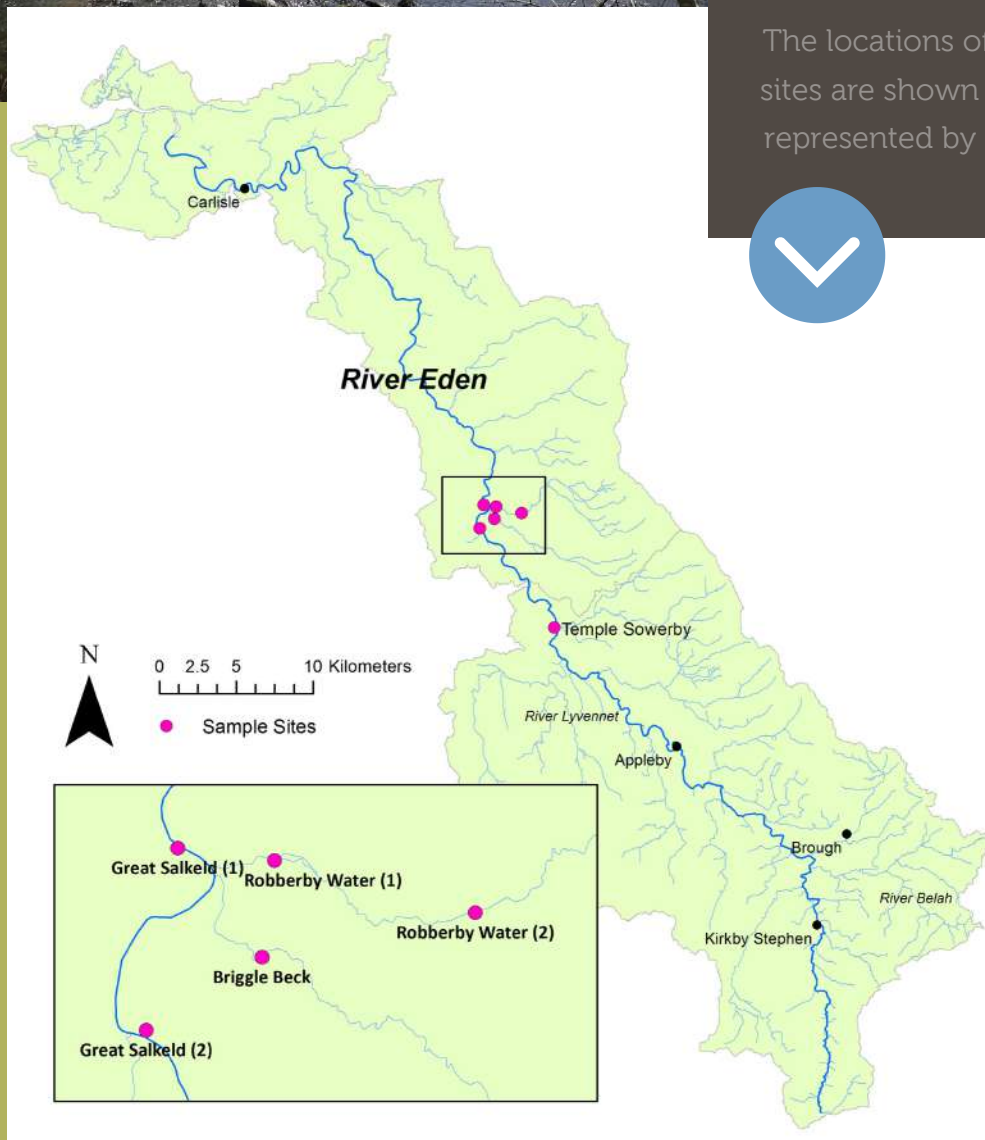 The locations of
sites are shown
represented by
Carlisle
River Eden
Temple Sowerby
N
0 2.5 5 10 Kilometers
Sample Sites
River Lyvennet
Appleby
Brough
River Belah
Kirkby Stephen
Great Salkeld (1)
Robberby Water (1)
Robberby Water (2)
Briggle Beck
Great Salkeld (2)